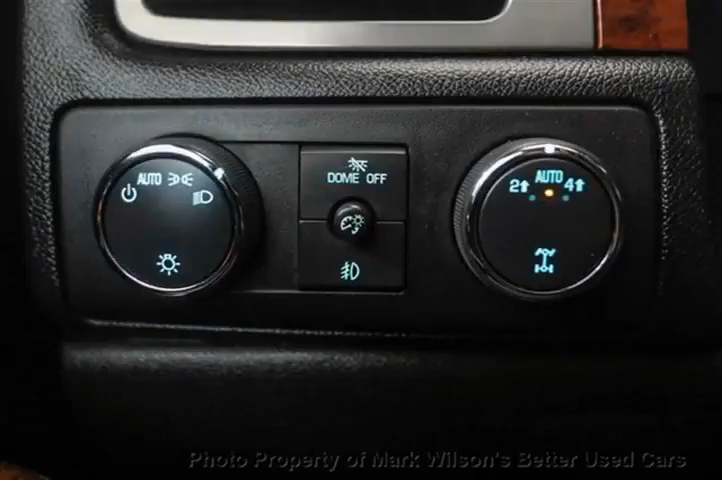 AUTO
DOME OFF
2 AUTO 4
Photo Property of Mark Wilson's Better Used Cars